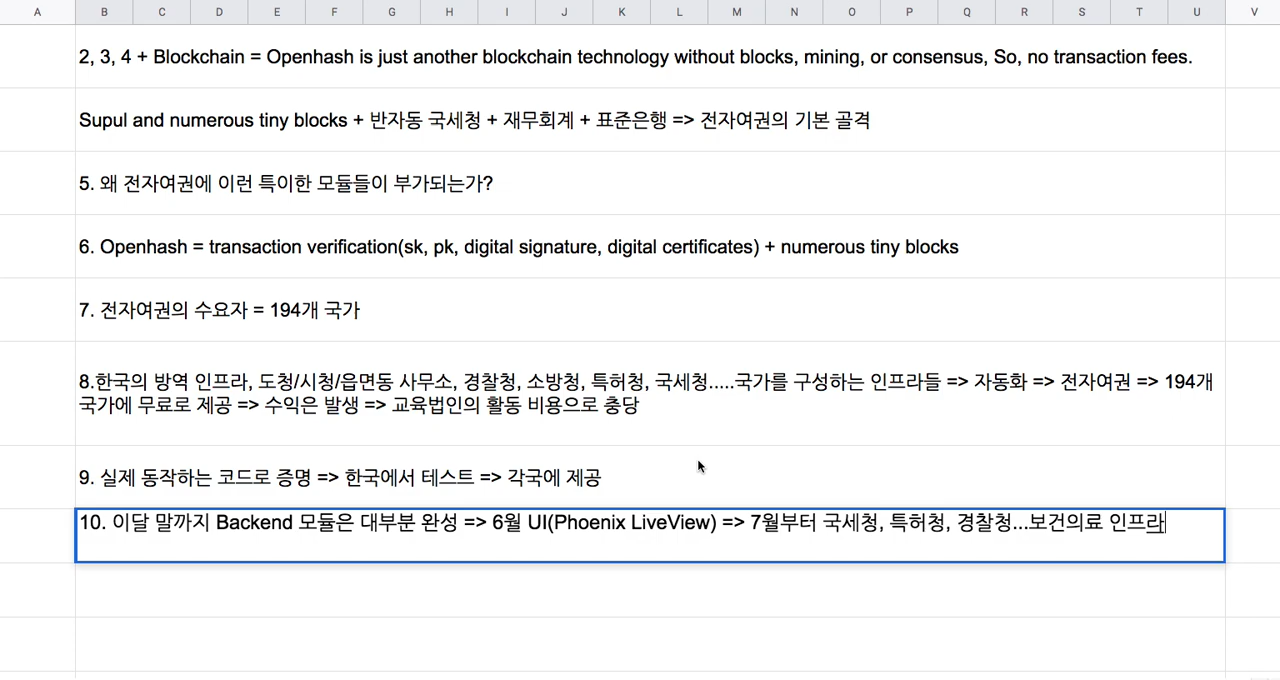 A B C D E F G H I J K L M N O P Q R S T U V
2, 3, 4 + Blockchain = Openhash is just another blockchain technology without blocks, mining, or consensus, So, no transaction fees.
Supul and numerous tiny blocks + 반자동 국세청 + 재무회계 + 표준은행 => 전자여권의 기본 골격
5. 왜 전자여권에 이런 특이한 모듈들이 부가되는가?
6. Openhash = transaction verification(sk, pk, digital signature, digital certificates) + numerous tiny blocks
7. 전자여권의 수요자 = 194개 국가
8.한국의 방역 인프라, 도청/시청/읍면동 사무소, 경찰청, 소방청, 특허청, 국세청.....국가를 구성하는 인프라들 => 자동화 => 전자여권 => 194개
국가에 무료로 제공 => 수익은 발생 => 교육법인의 활동 비용으로 충당
9. 실제 동작하는 코드로 증명 => 한국에서 테스트 => 각국에 제공
10. 이달 말까지 Backend 모듈은 대부분 완성 => 6월 UI(Phoenix LiveView) => 7월부터 국세청, 특허청, 경찰청...보건의료 인프라